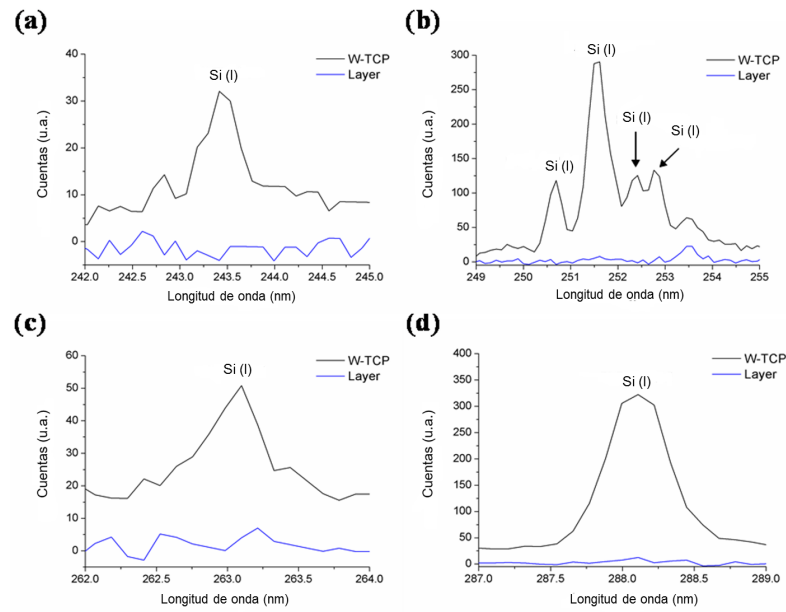 (a)
Cuentas (u.a.)
40
30
20
10
0
Si (I)
W-TCP
Layer
242.0 242.5 243.0 243.5 244.0 244.5 245.0
Longitud de onda (nm)
(b)
Cuentas (u.a.)
300
250
200
150
100
50
0
Si (I)
Si (I)
Si (I)
Si (I)
W-TCP
Layer
249 250 251 252 253 254 255
Longitud de onda (nm)
(c)
Cuentas (u.a.)
60
50
40
30
20
10
0
Si (I)
W-TCP
Layer
262.0 262.5 263.0 263.5 264.0
Longitud de onda (nm)
(d)
Cuentas (u.a.)
400
350
300
250
200
150
100
50
0
Si (I)
W-TCP
Layer
287.0 287.5 288.0 288.5 289.0
Longitud de onda (nm)